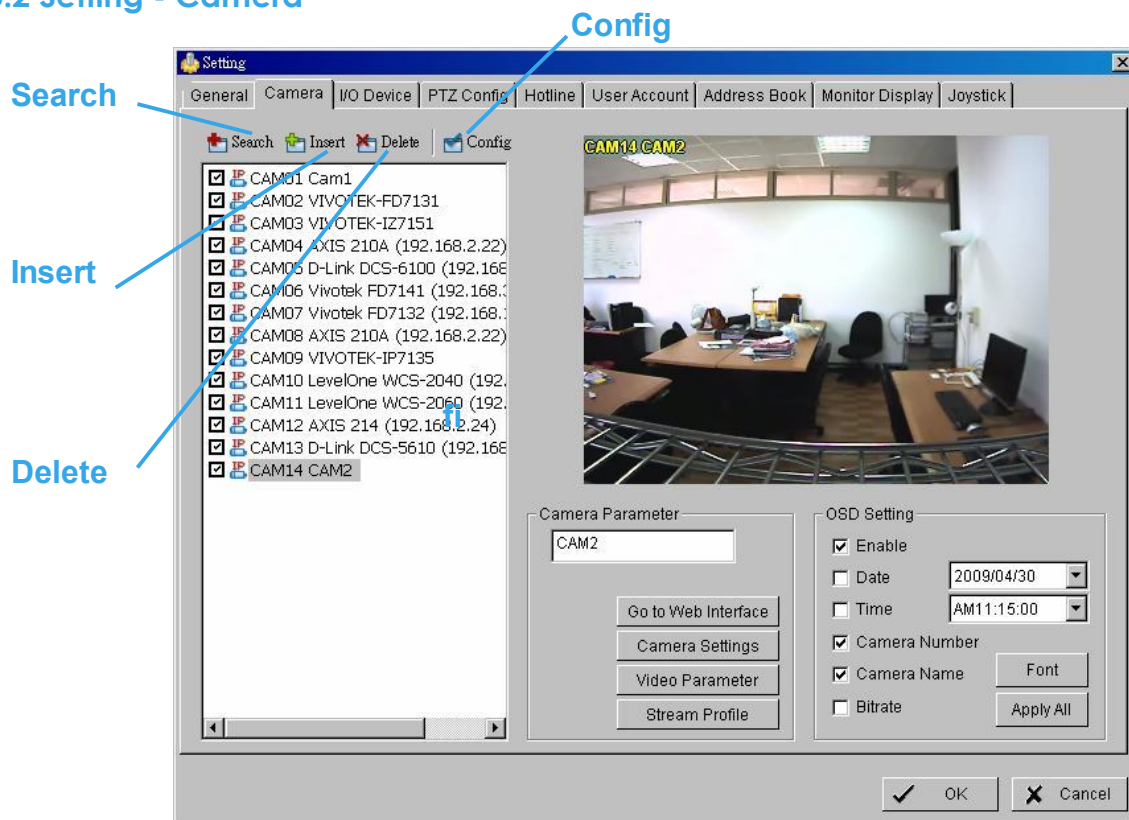 Setting - Camera
Config
Setting
Search
General Camera I/O Device PTZ Config Hotline User Account Address Book Monitor Display Joystick
Search Insert Delete Config
CAM14 CAM2
CAM01 Cam1
CAM02 VIVOTEK-FD7131
CAM03 VIVOTEK-IZ7151
CAM04 AXIS 210A (192.168.2.22)
Insert
CAM05 D-Link DCS-6100 (192.168
CAM06 Vivotek FD7141 (192.168.
CAM07 Vivotek FD7132 (192.168.
CAM08 AXIS 210A (192.168.2.22)
CAM09 VIVOTEK-IP7135
CAM10 LevelOne WCS-2040 (192.
CAM11 LevelOne WCS-2060 (192.
fi
CAM12 AXIS 214 (192.168.2.24)
CAM13 D-Link DCS-5610 (192.168
Delete
CAM14 CAM2
Camera Parameter
CAM2
Go to Web Interface
Camera Settings
Video Parameter
Stream Profile
OSD Setting
Enable
Date 2009/04/30
Time AM11:15:00
Camera Number
Camera Name Font
Bitrate Apply All
OK Cancel